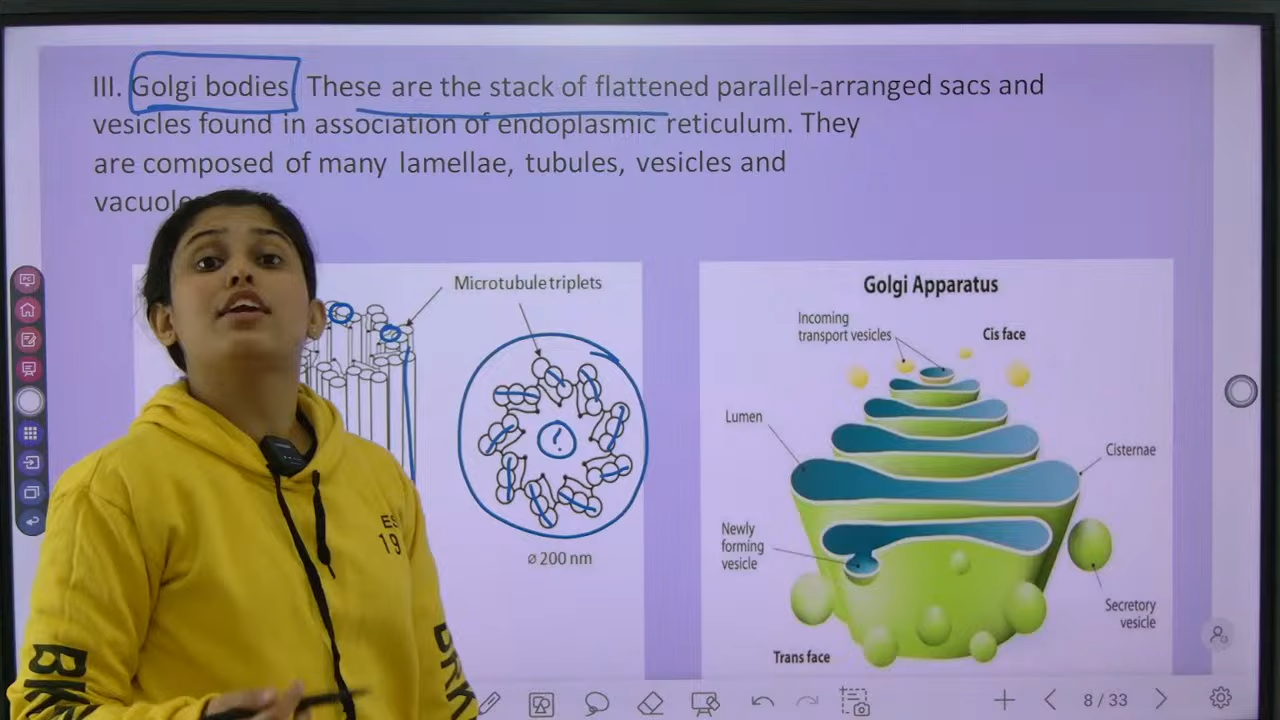 III. Golgi bodies These are the stack of flattened parallel-arranged sacs and
vesicles found in association of endoplasmic reticulum. They
are composed of many lamellae, tubules, vesicles and
Microtubule triplets
?
⌀ 200 nm
Golgi Apparatus
Incoming
transport vesicles
Cis face
Lumen
Cisternae
Newly
forming
vesicle
Secretory
vesicle
Trans face
ES
19
8 / 33